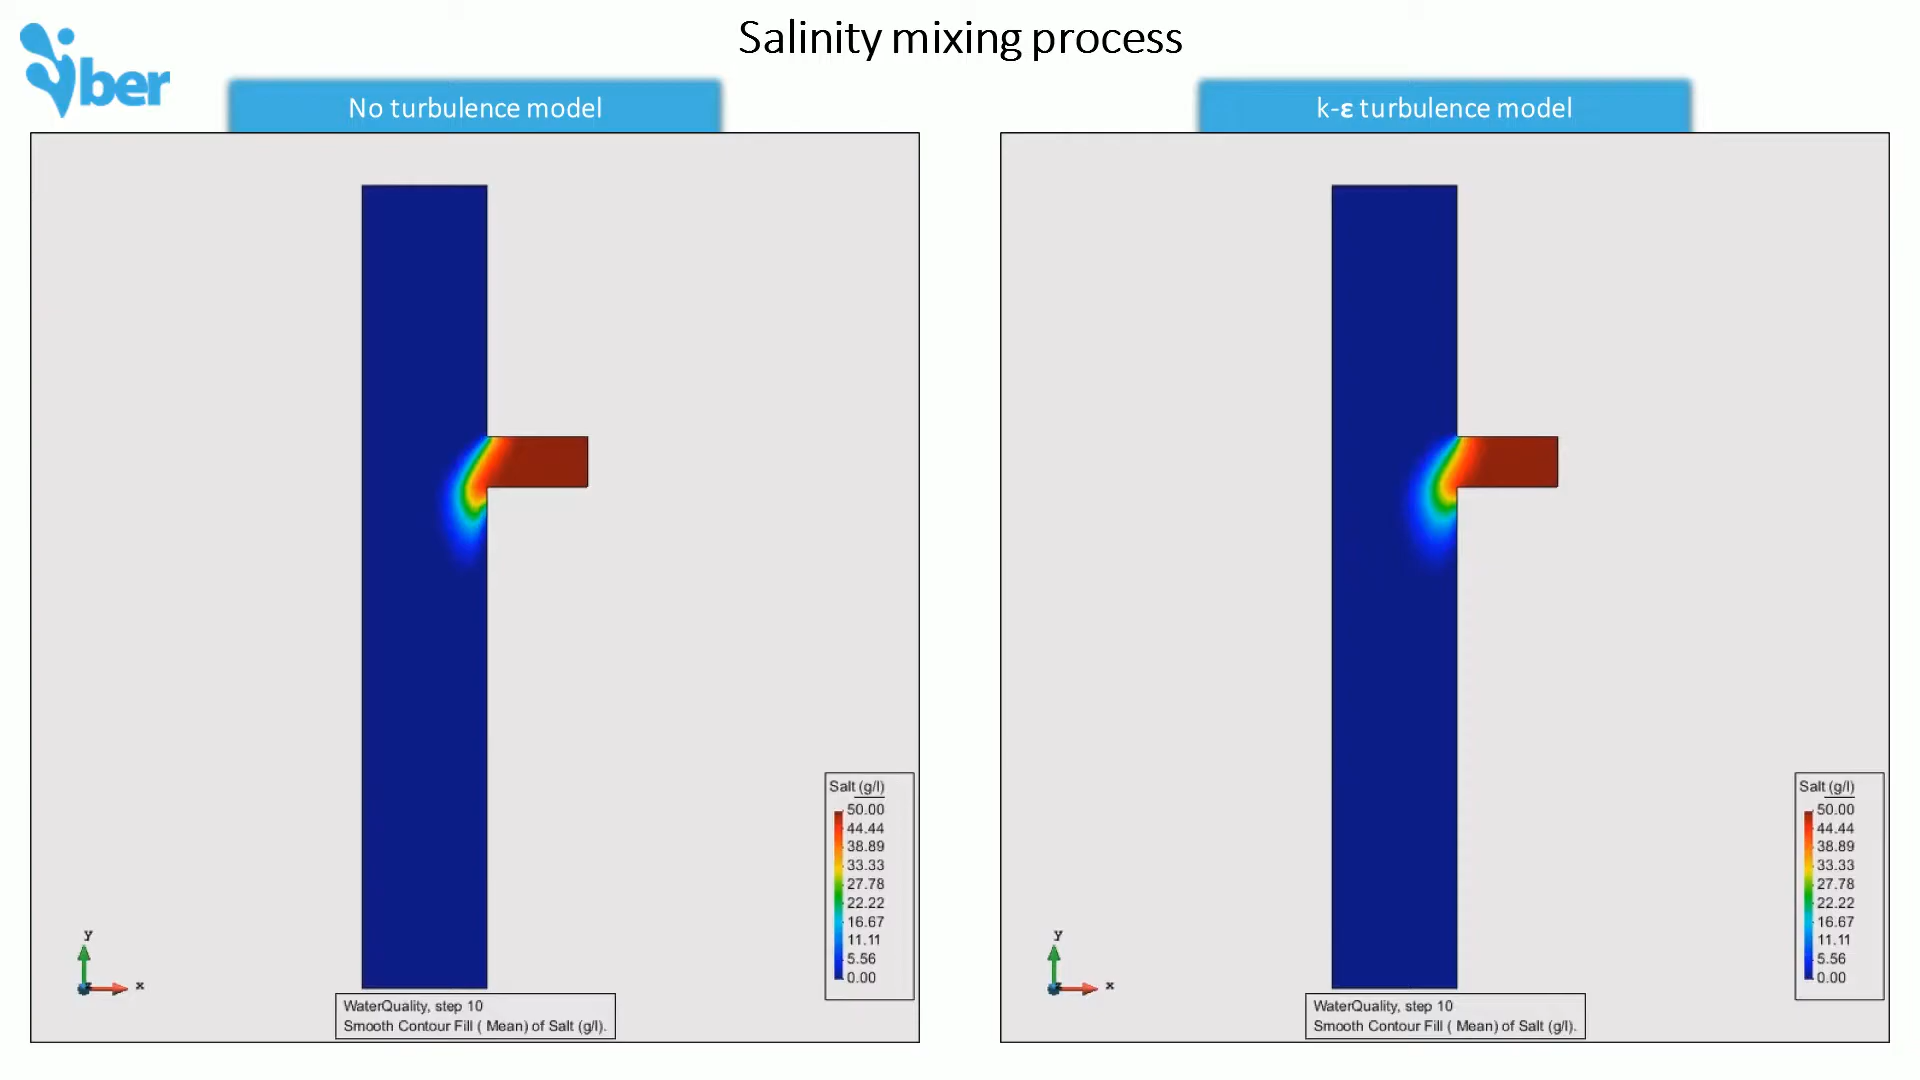 Salinity mixing process
iber
No turbulence model
k-ε turbulence model
Salt (g/l)
50.00
44.44
38.89
33.33
27.78
22.22
16.67
11.11
5.56
0.00
y
x
WaterQuality, step 10
Smooth Contour Fill ( Mean) of Salt (g/l).
Salt (g/l)
50.00
44.44
38.89
33.33
27.78
22.22
16.67
11.11
5.56
0.00
y
x
WaterQuality, step 10
Smooth Contour Fill ( Mean) of Salt (g/l).